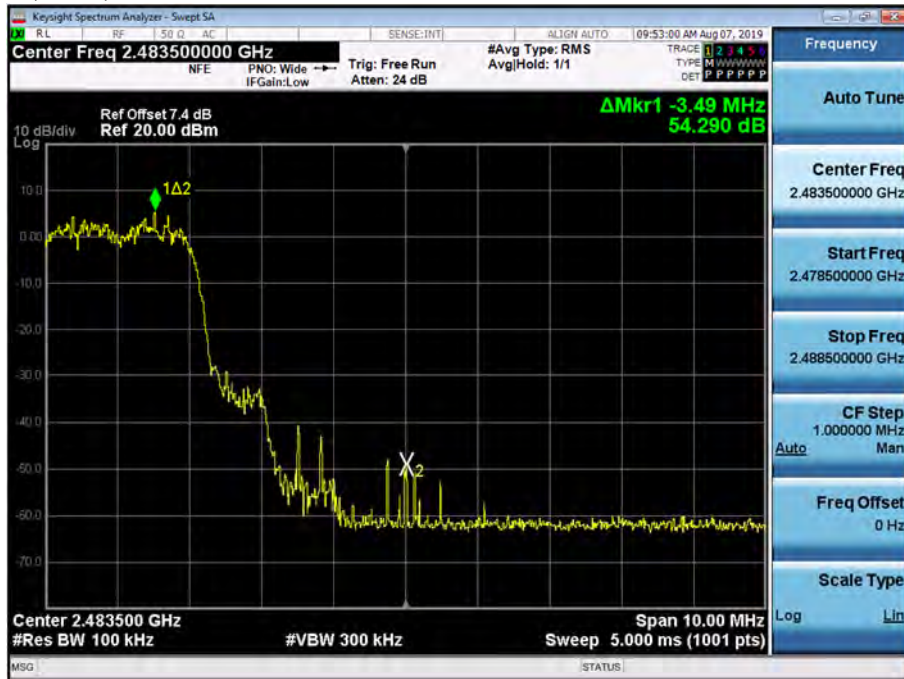 Keysight Spectrum Analyzer - Swept SA
LXI RL RF 50 Ω AC SENSE:INT ALIGN AUTO 09:53:00 AM Aug 07, 2019
Center Freq 2.483500000 GHz
NFE PNO: Wide Trig: Free Run #Avg Type: RMS TRACE 1 2 3 4 5 6
IFGain:Low Atten: 24 dB Avg|Hold: 1/1 TYPE M WWWWW
DET P P P P P P
Ref Offset 7.4 dB ΔMkr1 -3.49 MHz
10 dB/div Ref 20.00 dBm 54.290 dB
Log
1Δ2
10.0
0.00
-10.0
-20.0
-30.0
-40.0
X2
-50.0
-60.0
-70.0
Center 2.483500 GHz Span 10.00 MHz
#Res BW 100 kHz #VBW 300 kHz Sweep 5.000 ms (1001 pts)
MSG STATUS
Frequency
Auto Tune
Center Freq
2.483500000 GHz
Start Freq
2.478500000 GHz
Stop Freq
2.488500000 GHz
CF Step
1.000000 MHz
Auto Man
Freq Offset
0 Hz
Scale Type
Log Lin